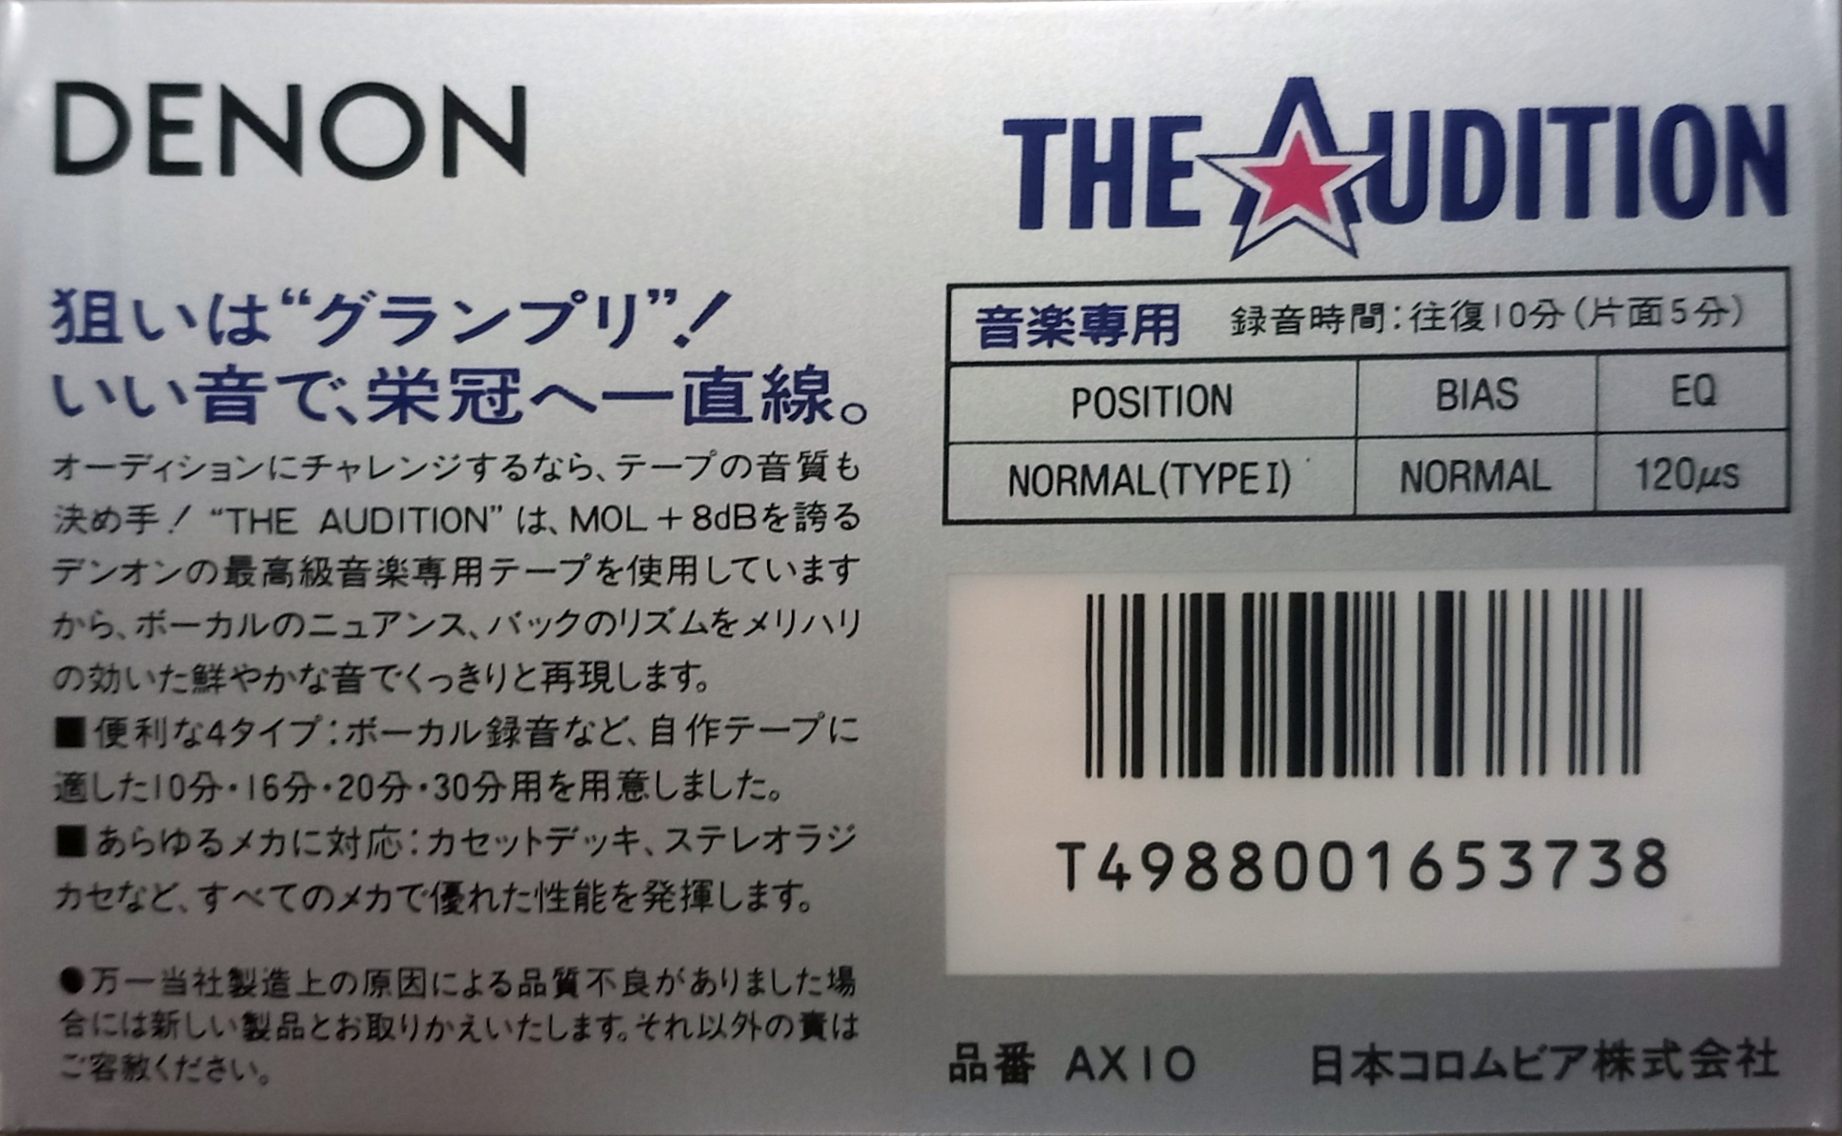 DENON
THE AUDITION
狙いは“グランプリ”!
いい音で、栄冠へ一直線。
オーディションにチャレンジするなら、テープの音質も
決め手!“THE AUDITION”は、MOL+8dBを誇る
デンオンの最高級音楽専用テープを使用しています
から、ボーカルのニュアンス、バックのリズムをメリハリ
の効いた鮮やかな音でくっきりと再現します。
■便利な4タイプ:ボーカル録音など、自作テープに
適した10分・16分・20分・30分用を用意しました。
■あらゆるメカに対応:カセットデッキ、ステレオラジ
カセなど、すべてのメカで優れた性能を発揮します。
●万一当社製造上の原因による品質不良がありました場
合には新しい製品とお取りかえいたします。それ以外の責は
ご容赦ください。
音楽専用 録音時間:往復10分(片面5分)
POSITION BIAS EQ
NORMAL(TYPE I) NORMAL 120μs
T4988001653738
品番 AX10 日本コロムビア株式会社